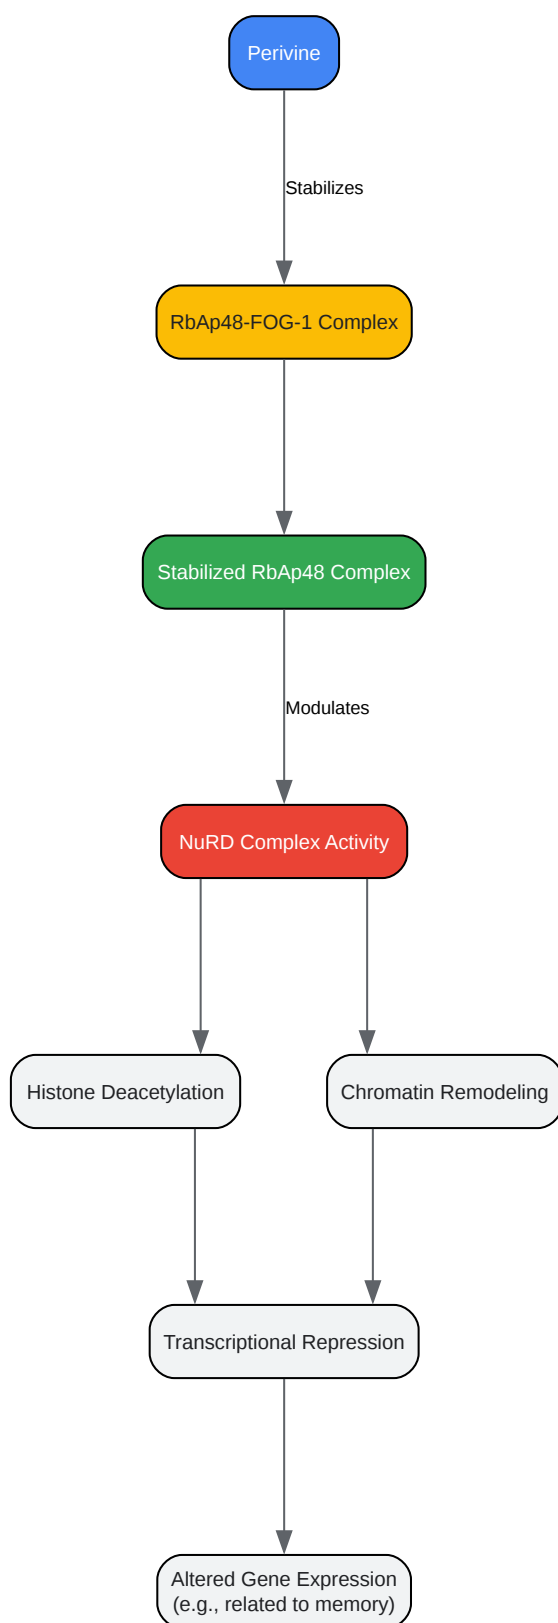 Perivine
Stabilizes
RbAp48-FOG-1 Complex
Stabilized RbAp48 Complex
Modulates
NuRD Complex Activity
Histone Deacetylation
Chromatin Remodeling
Transcriptional Repression
Altered Gene Expression
(e.g., related to memory)